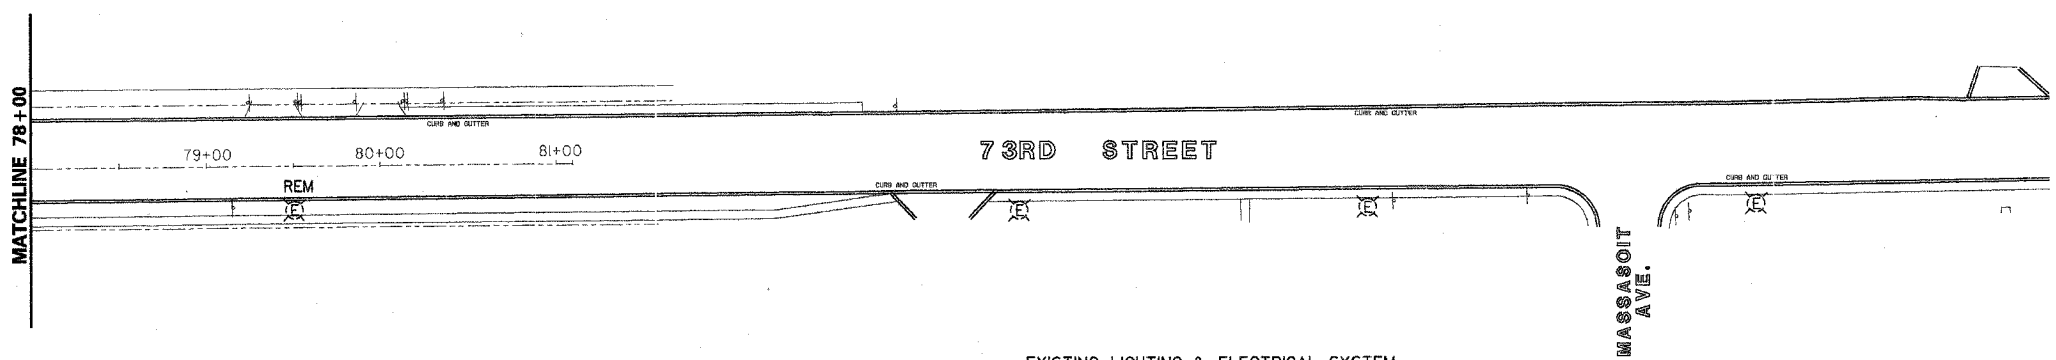 MATCHLINE 78+00
CURB AND GUTTER
CURB AND GUTTER
79+00 80+00 81+00
73RD STREET
REM
CURB AND GUTTER
CURB AND GUTTER
E
E
E
E
MASSASOIT
AVE.
EXISTING LIGHTING & ELECTRICAL SYSTEM